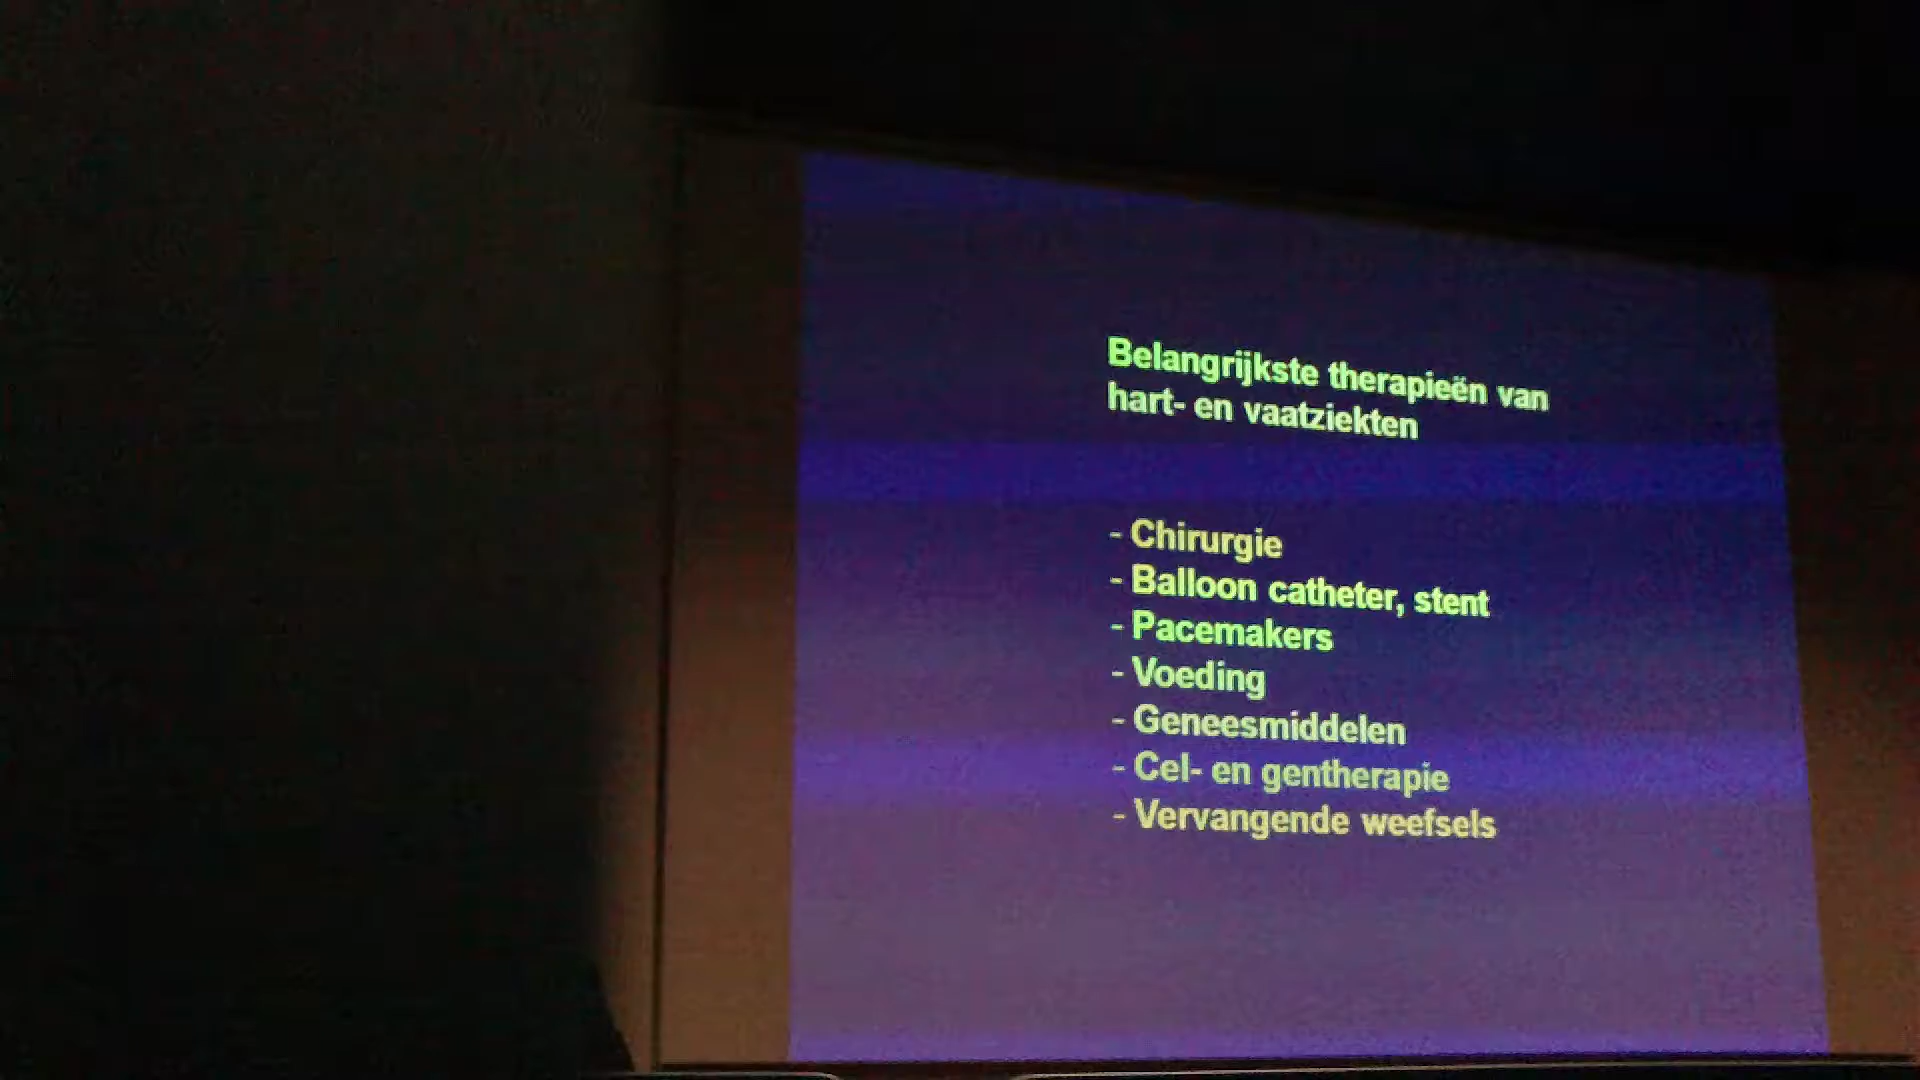 Belangrijkste therapieën van
hart- en vaatziekten
- Chirurgie
- Balloon catheter, stent
- Pacemakers
- Voeding
- Geneesmiddelen
- Cel- en gentherapie
- Vervangende weefsels